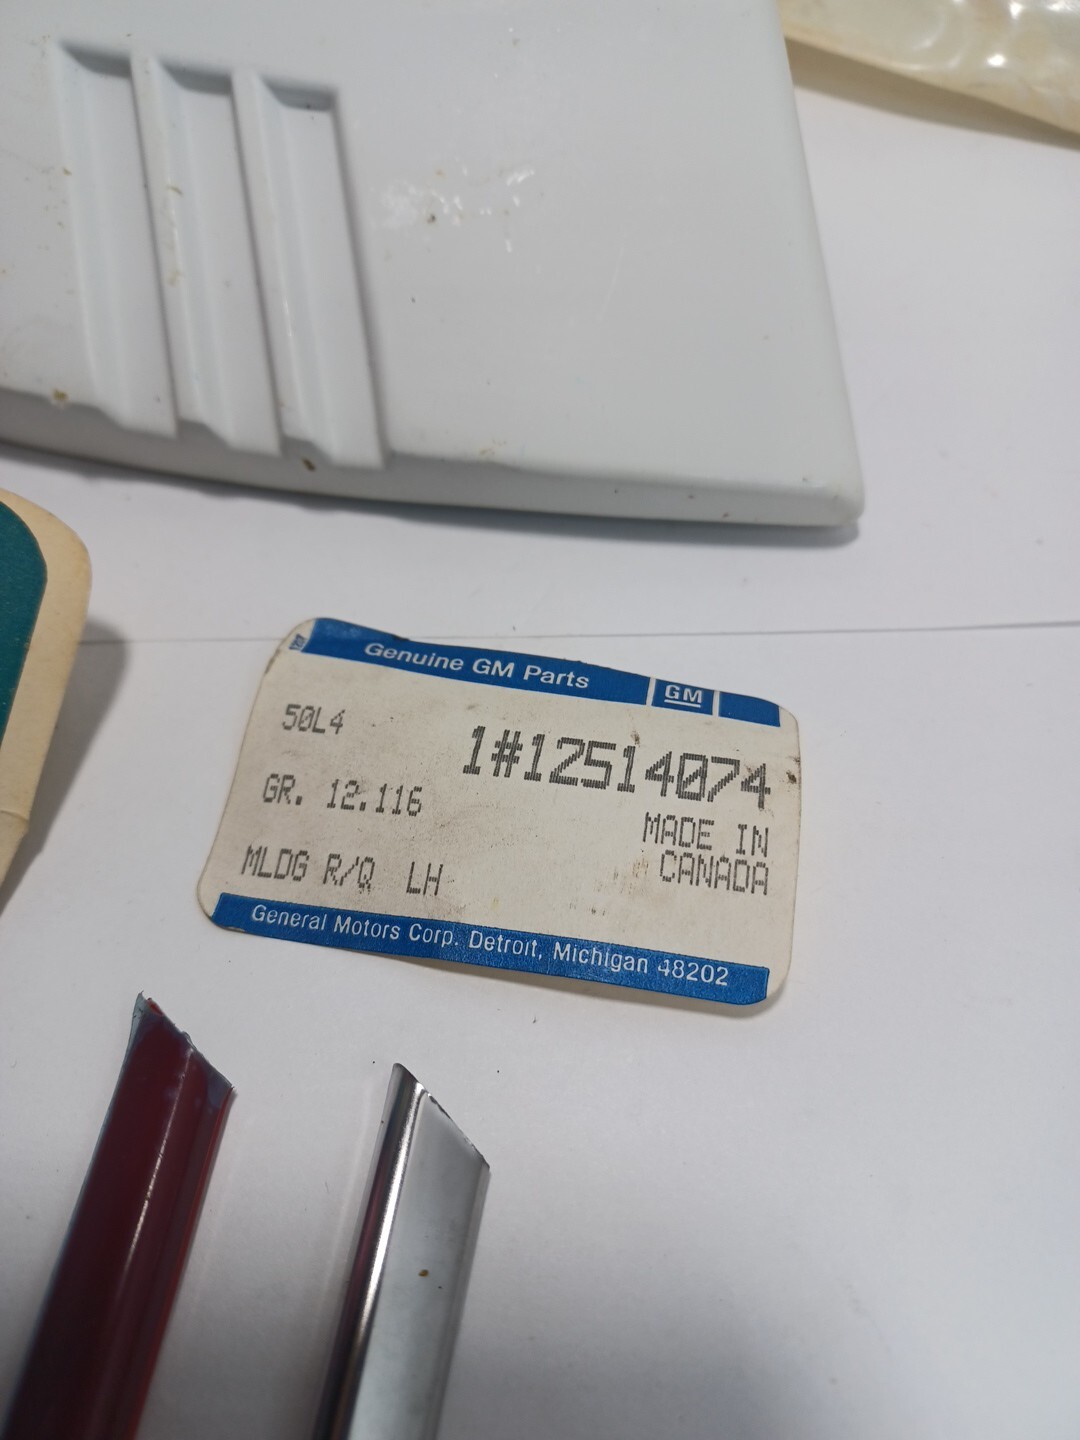 Genuine GM Parts
GM
50L4
1#12514074
GR. 12.116
MADE IN
CANADA
MLDG R/Q LH
General Motors Corp. Detroit, Michigan 48202